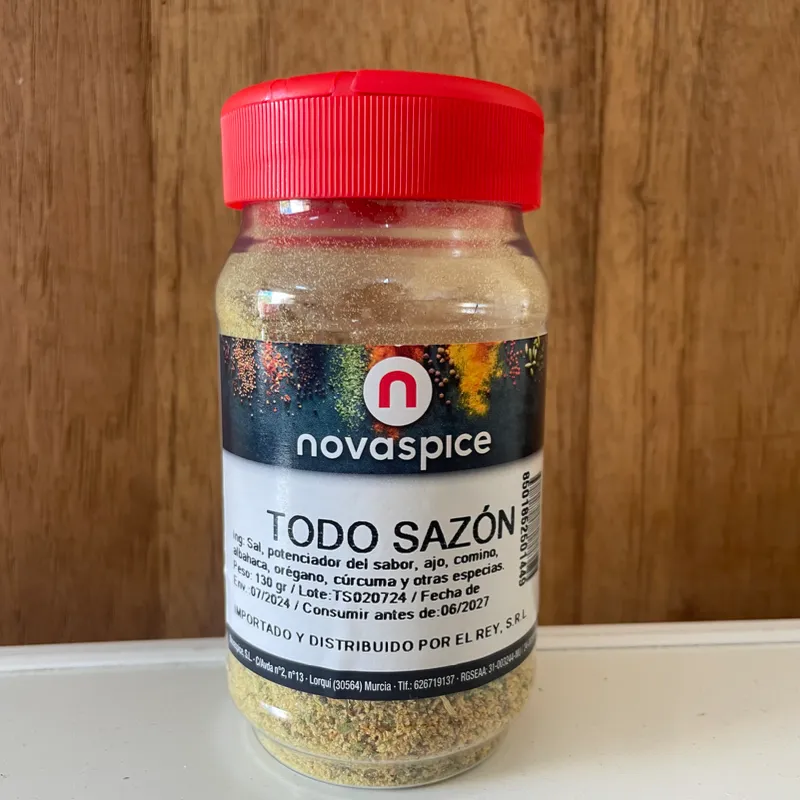 n
novaspice
TODO SAZÓN
ing: Sal, potenciador del sabor, ajo, comino,
albahaca, orégano, cúrcuma y otras especias.
Peso: 130 gr / Lote:TS020724 / Fecha de
Env.:07/2024 / Consumir antes de:06/2027
IMPORTADO Y DISTRIBUIDO POR EL REY, S.R.L
S.L. - C/Avda nº2, nº13 - Lorquí (30564) Murcia - Tlf.: 626719137 - RGSEAA: 31-003244-MU
8501852501449